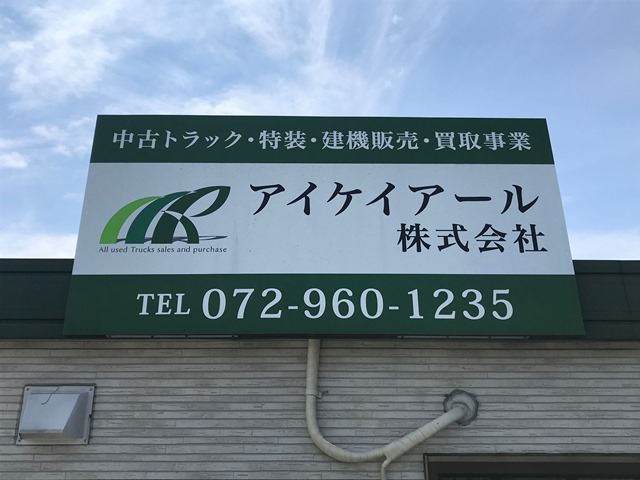 中古トラック・特装・建機販売・買取事業
IKR
All used Trucks sales and purchase
アイケイアール
株式会社
TEL 072-960-1235